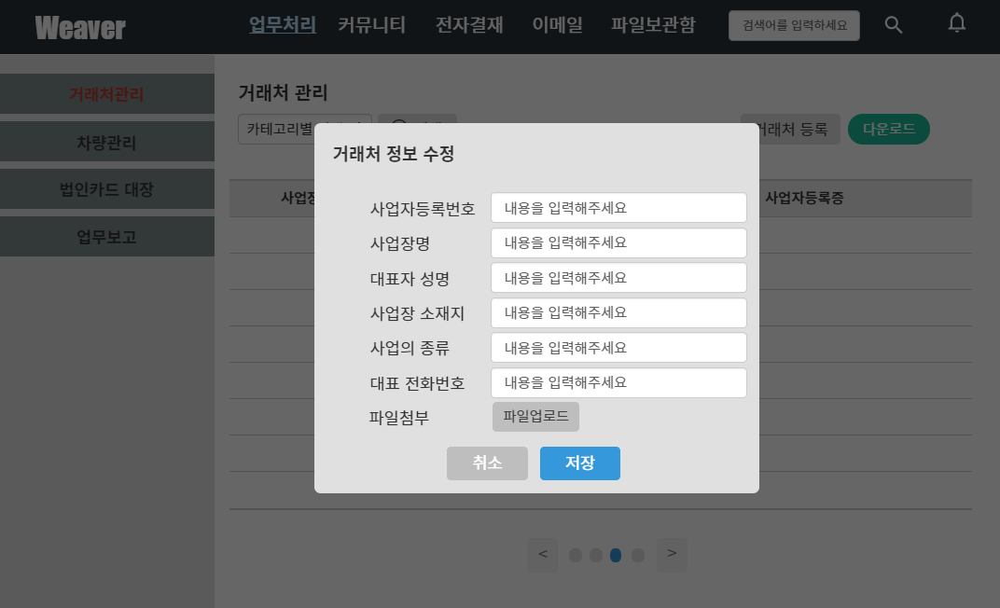 Weaver
업무처리 커뮤니티 전자결재 이메일 파일보관함 검색어를 입력하세요
거래처관리
차량관리
법인카드 대장
업무보고
거래처 관리
카테고리별
거래처 등록 다운로드
사업자등록증
거래처 정보 수정
사업자등록번호 내용을 입력해주세요
사업장명 내용을 입력해주세요
대표자 성명 내용을 입력해주세요
사업장 소재지 내용을 입력해주세요
사업의 종류 내용을 입력해주세요
대표 전화번호 내용을 입력해주세요
파일첨부 파일업로드
취소 저장
< >